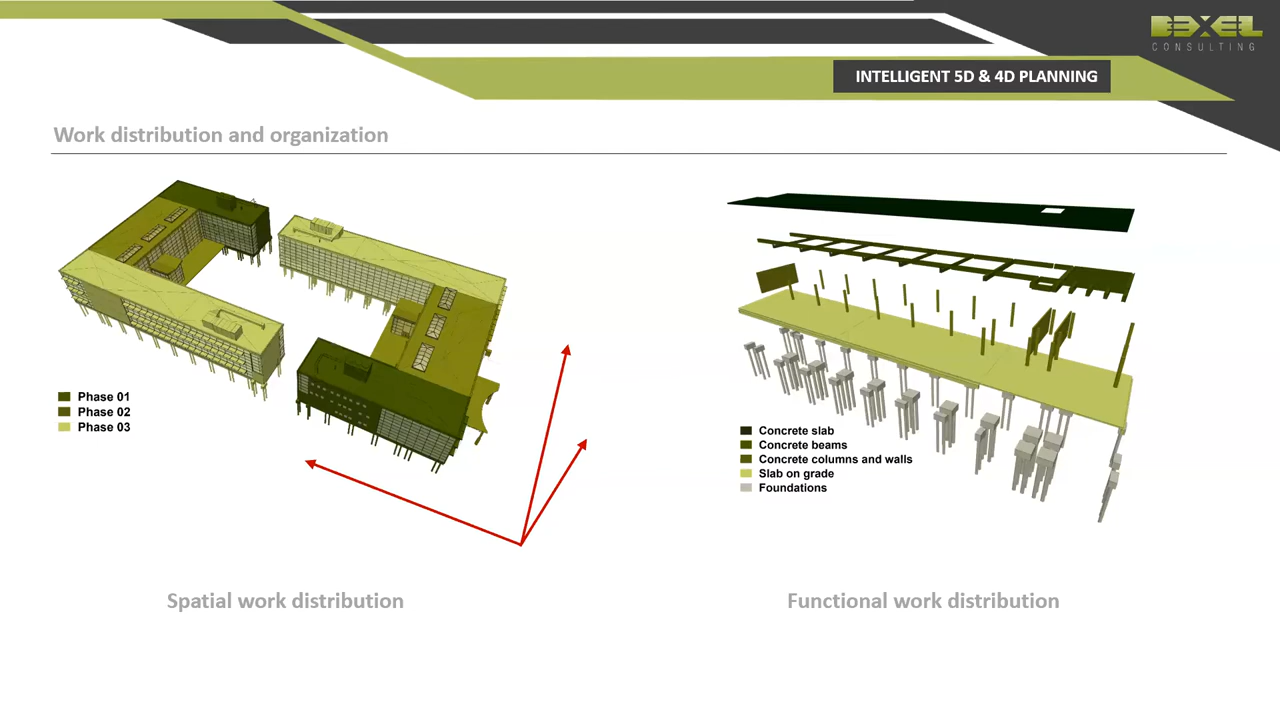 BEXEL
CONSULTING
INTELLIGENT 5D & 4D PLANNING
Work distribution and organization
Phase 01
Phase 02
Phase 03
Concrete slab
Concrete beams
Concrete columns and walls
Slab on grade
Foundations
Spatial work distribution
Functional work distribution